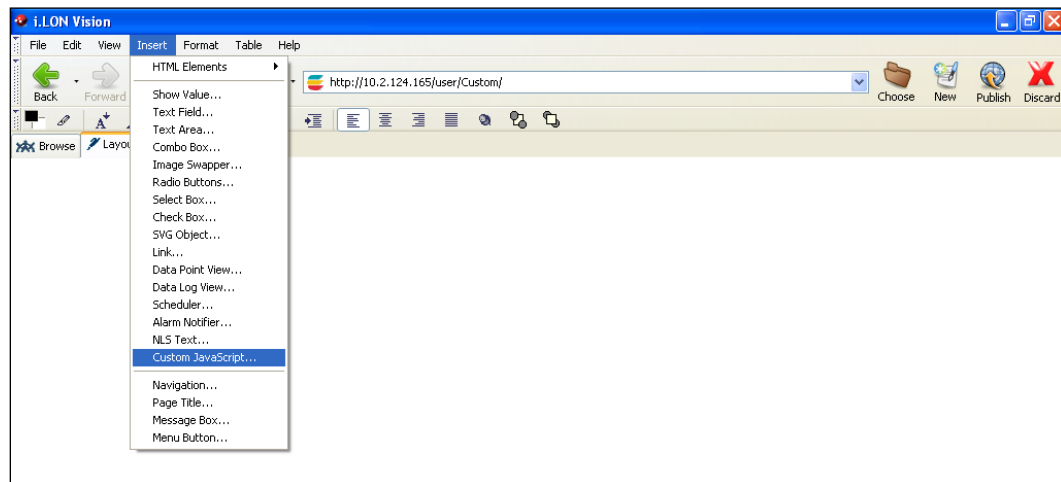 i.LON Vision
File Edit View Insert Format Table Help
Back Forward http://10.2.124.165/user/Custom/ Choose New Publish Discard
Browse Layou
HTML Elements
Show Value...
Text Field...
Text Area...
Combo Box...
Image Swapper...
Radio Buttons...
Select Box...
Check Box...
SVG Object...
Link...
Data Point View...
Data Log View...
Scheduler...
Alarm Notifier...
NLS Text...
Custom JavaScript...
Navigation...
Page Title...
Message Box...
Menu Button...